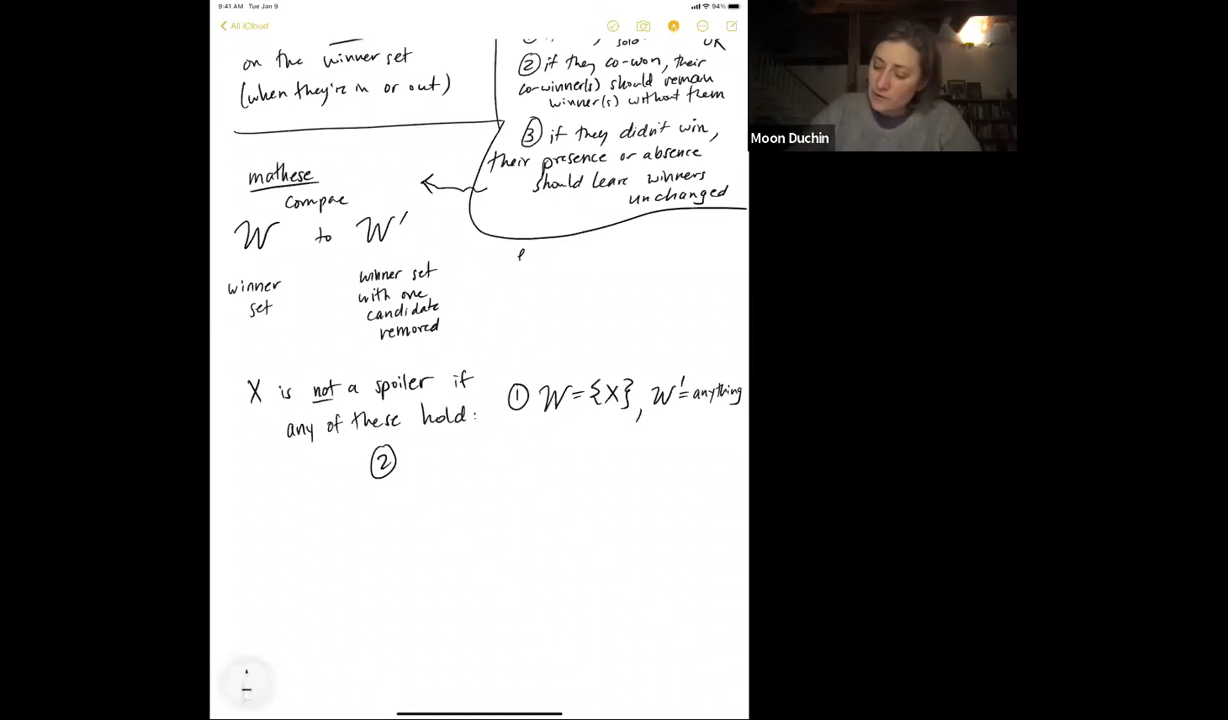 9:41 AM Tue Jan 9
94%
All iCloud
on the winner set
(when they're in or out)
solo
OK
② if they co-won, their
co-winner(s) should remain
winner(s) without them
③ if they didn't win,
their presence or absence
should leave winners
unchanged
mathese
compare
W to W'
winner
set
winner set
with one
candidate
removed
X is not a spoiler if
any of these hold:
① W = {X}, W' = anything
②
Moon Duchin